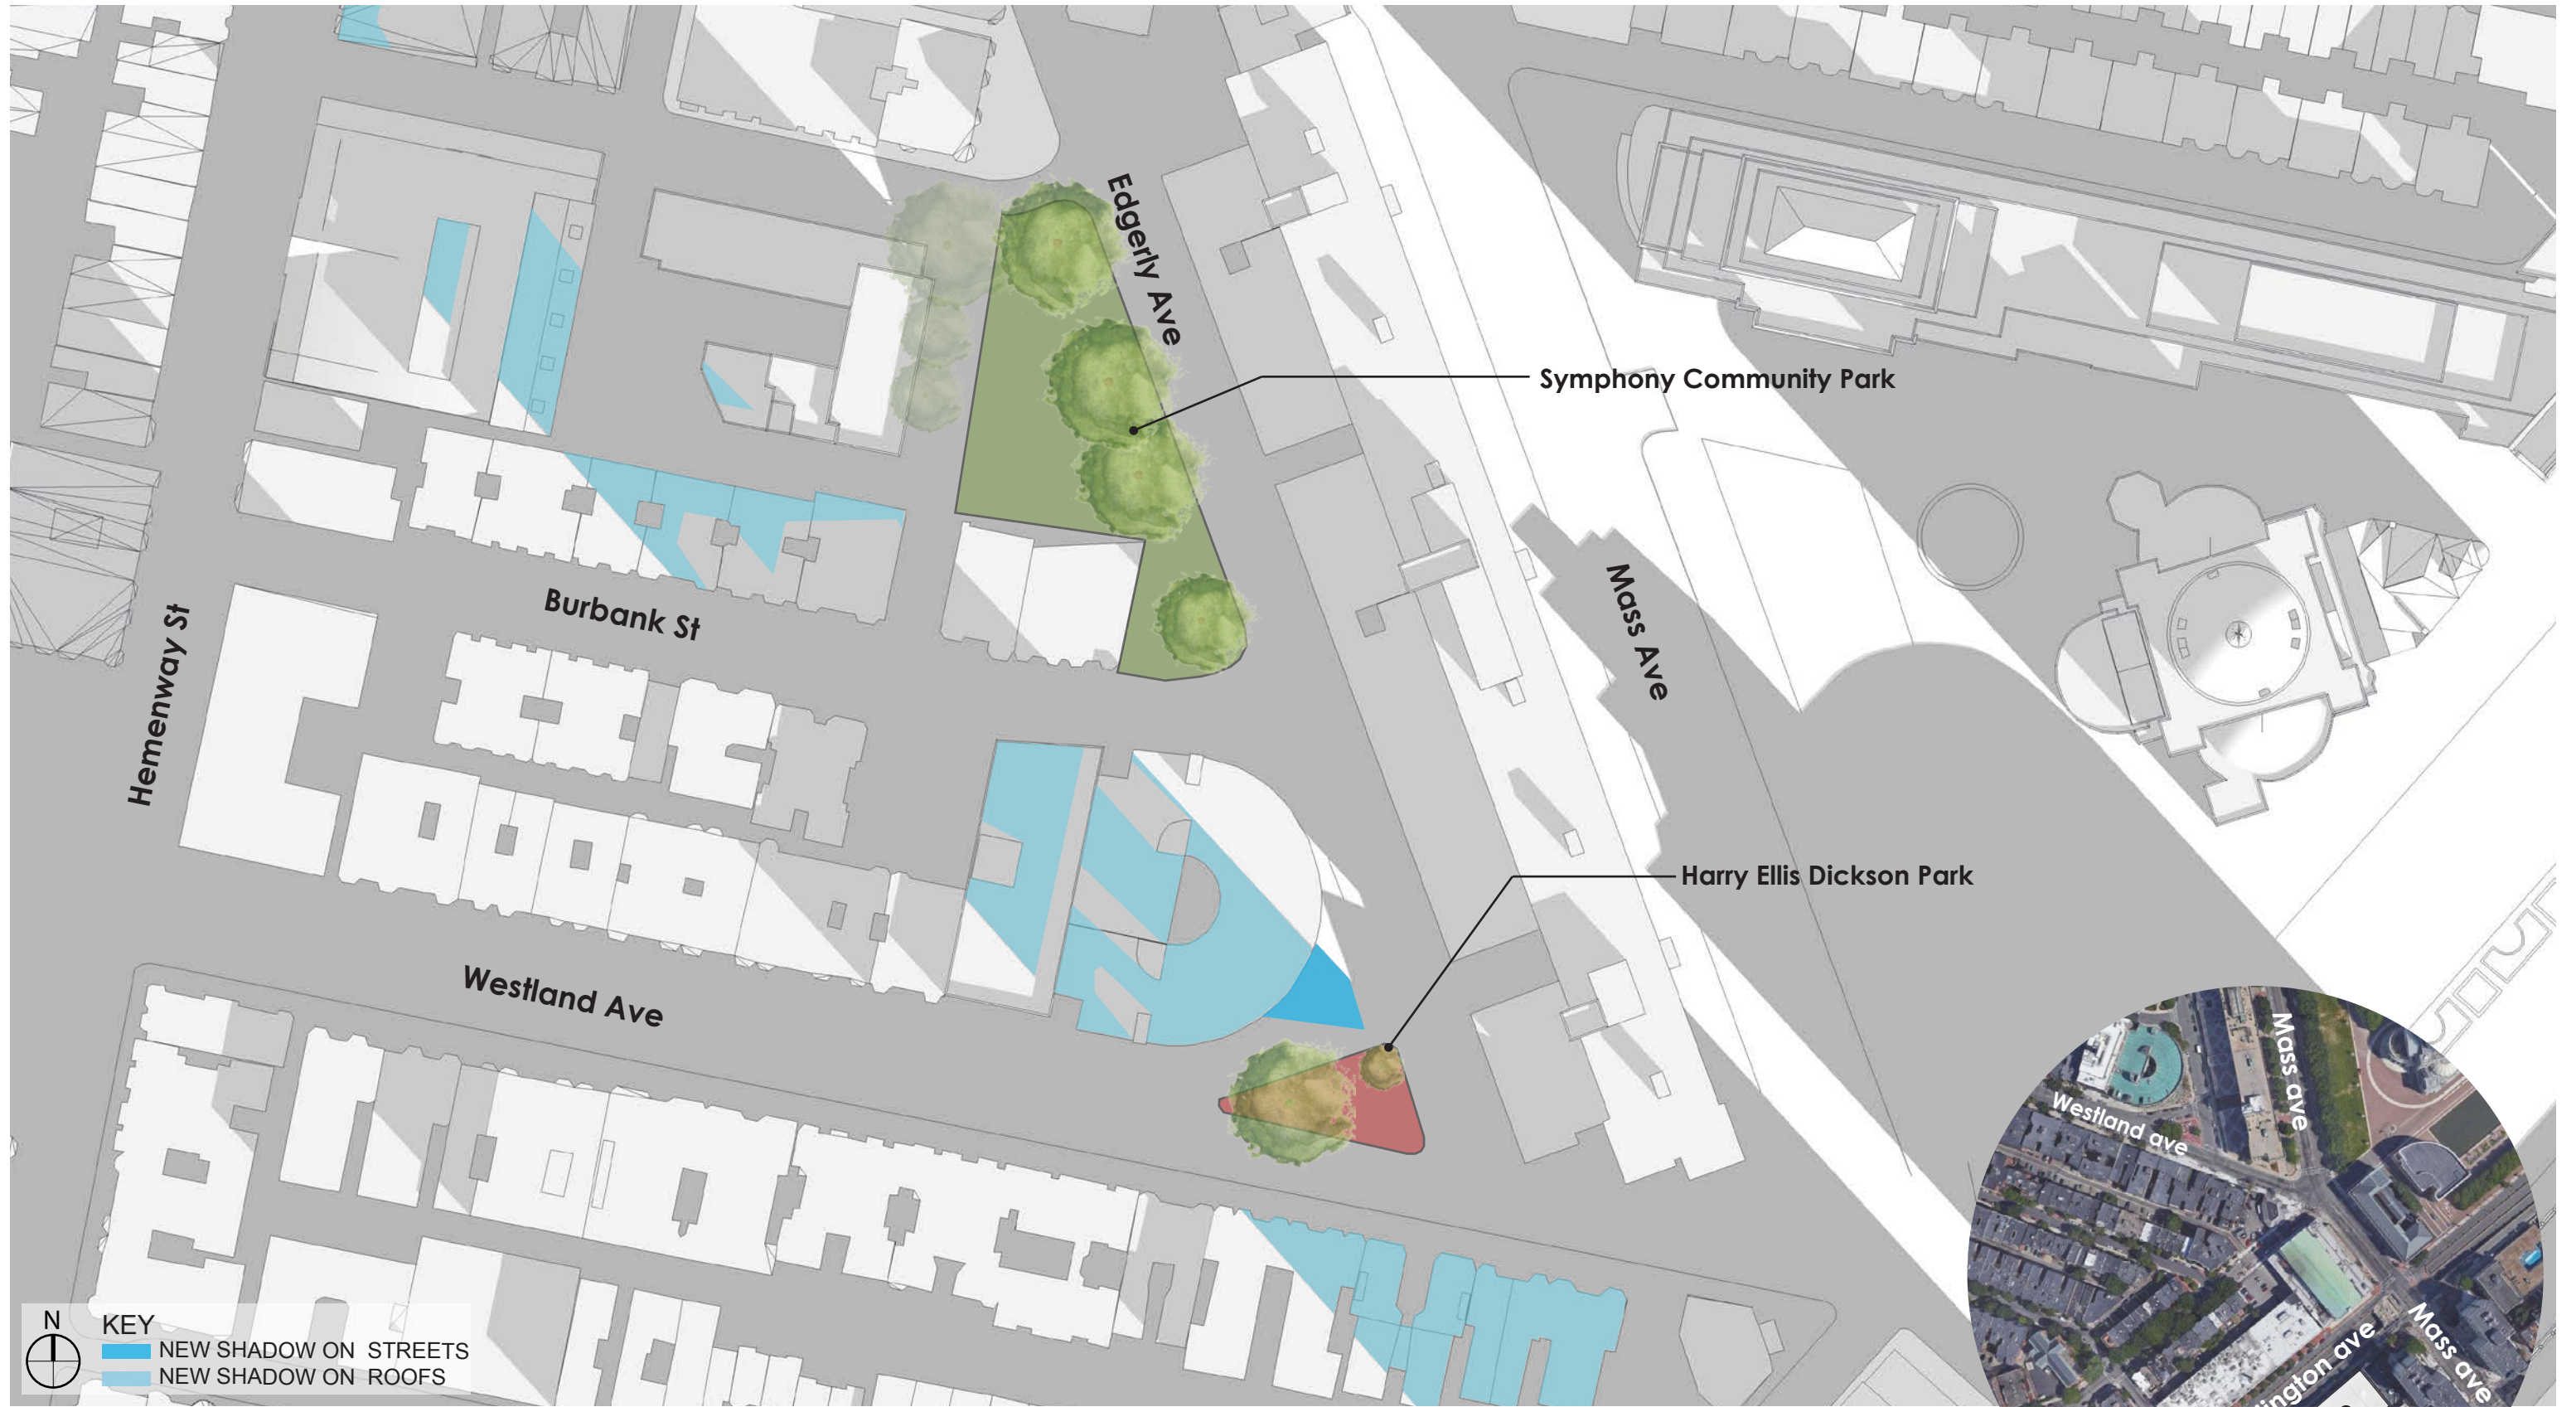 Edgerly Ave
Symphony Community Park
Mass Ave
Burbank St
Hemenway St
Harry Ellis Dickson Park
Westland Ave
Mass ave
Westland ave
Mass ave
N
KEY
NEW SHADOW ON STREETS
NEW SHADOW ON ROOFS